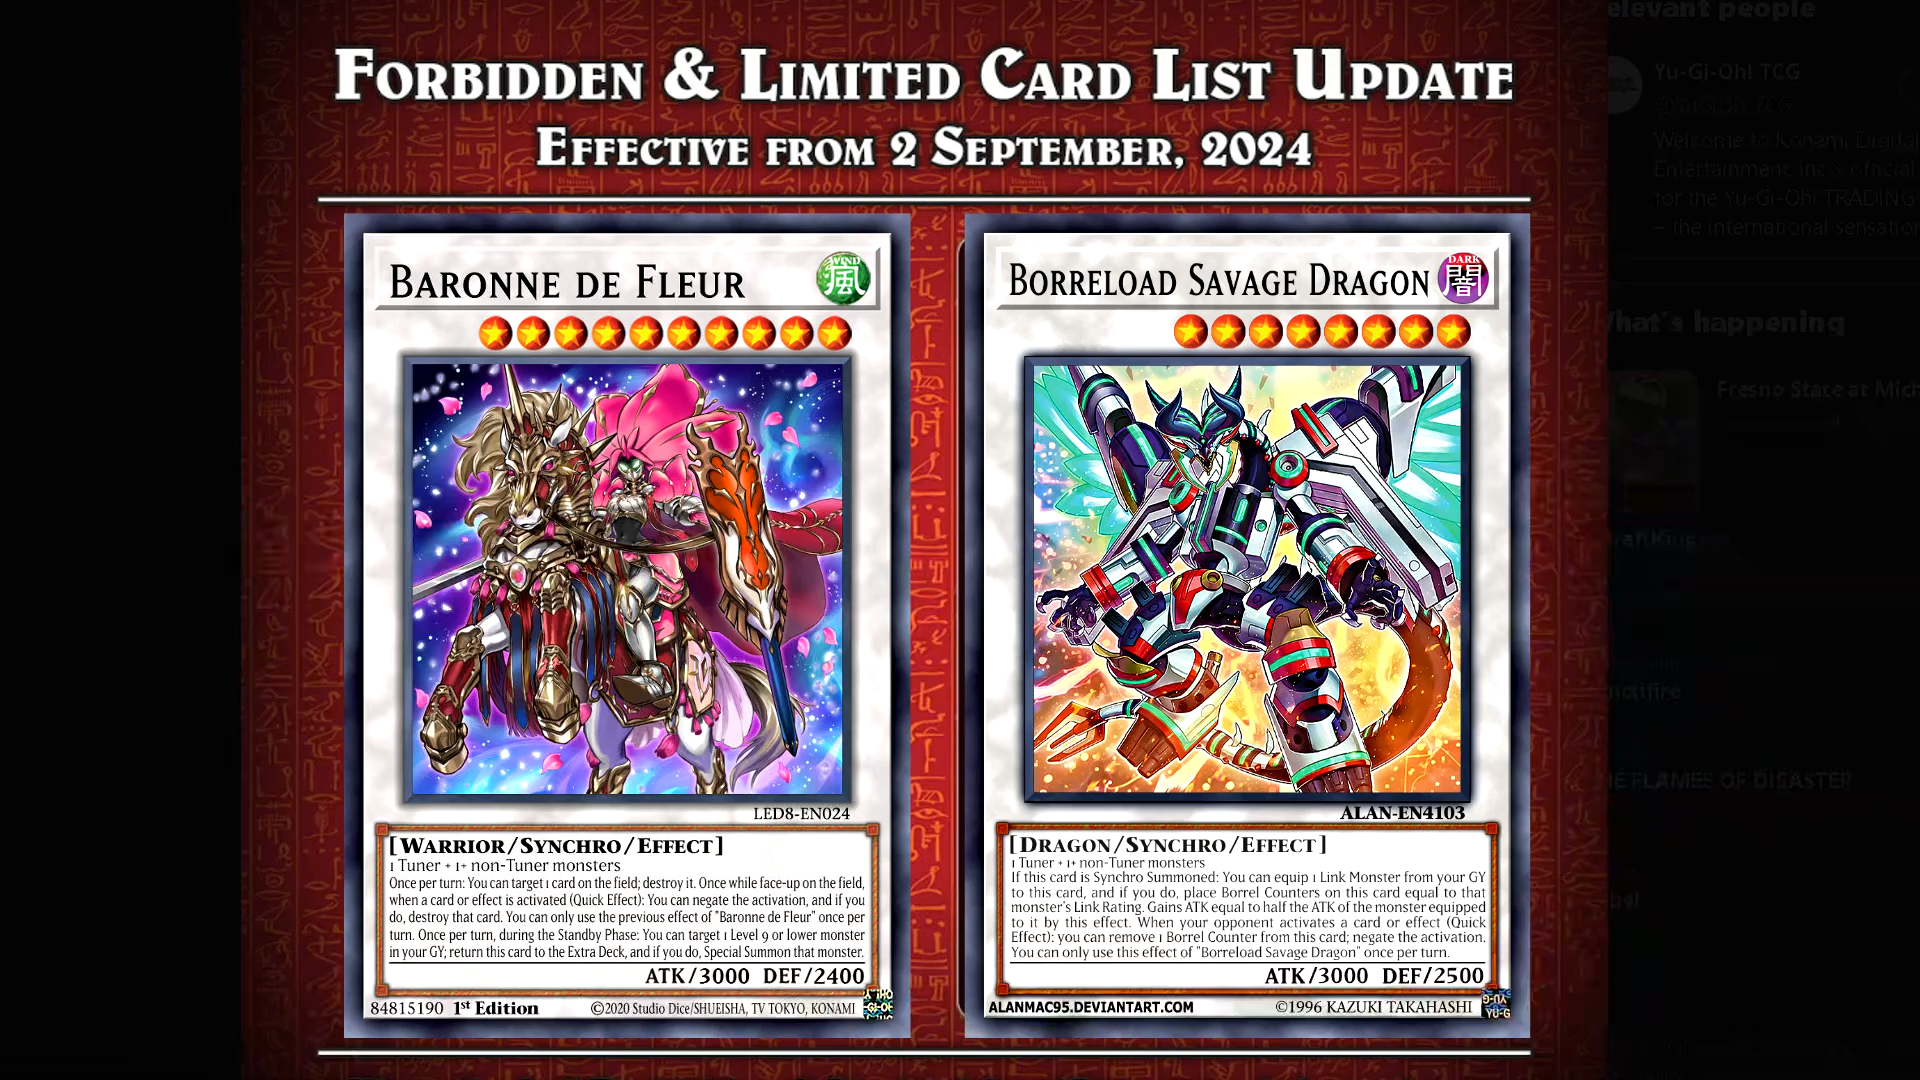 FORBIDDEN & LIMITED CARD LIST UPDATE
EFFECTIVE FROM 2 SEPTEMBER, 2024
BARONNE DE FLEUR
WIND
風
LED8-EN024
[WARRIOR/SYNCHRO/EFFECT]
1 Tuner + 1+ non-Tuner monsters
Once per turn: You can target 1 card on the field; destroy it. Once while face-up on the field,
when a card or effect is activated (Quick Effect): You can negate the activation, and if you
do, destroy that card. You can only use the previous effect of "Baronne de Fleur" once per
turn. Once per turn, during the Standby Phase: You can target 1 Level 9 or lower monster
in your GY; return this card to the Extra Deck, and if you do, Special Summon that monster.
ATK/3000 DEF/2400
84815190 1st Edition ©2020 Studio Dice/SHUEISHA, TV TOKYO, KONAMI
BORRELOAD SAVAGE DRAGON
DARK
闇
ALAN-EN4103
[DRAGON/SYNCHRO/EFFECT]
1 Tuner + 1+ non-Tuner monsters
If this card is Synchro Summoned: You can equip 1 Link Monster from your GY
to this card, and if you do, place Borrel Counters on this card equal to that
monster's Link Rating. Gains ATK equal to half the ATK of the monster equipped
to it by this effect. When your opponent activates a card or effect (Quick
Effect): you can remove 1 Borrel Counter from this card; negate the activation.
You can only use this effect of "Borreload Savage Dragon" once per turn.
ATK/3000 DEF/2500
ALANMAC95.DEVIANTART.COM ©1996 KAZUKI TAKAHASHI
elevant people
Yu-Gi-Oh! TCG
@YuGiOh_TCG
Welcome to Konami Digital
Entertainment Inc's official
for the Yu-Gi-Oh! TRADING
– the international sensation
hat's happening
Fresno State at Mich
E FLAMES OF DISASTER